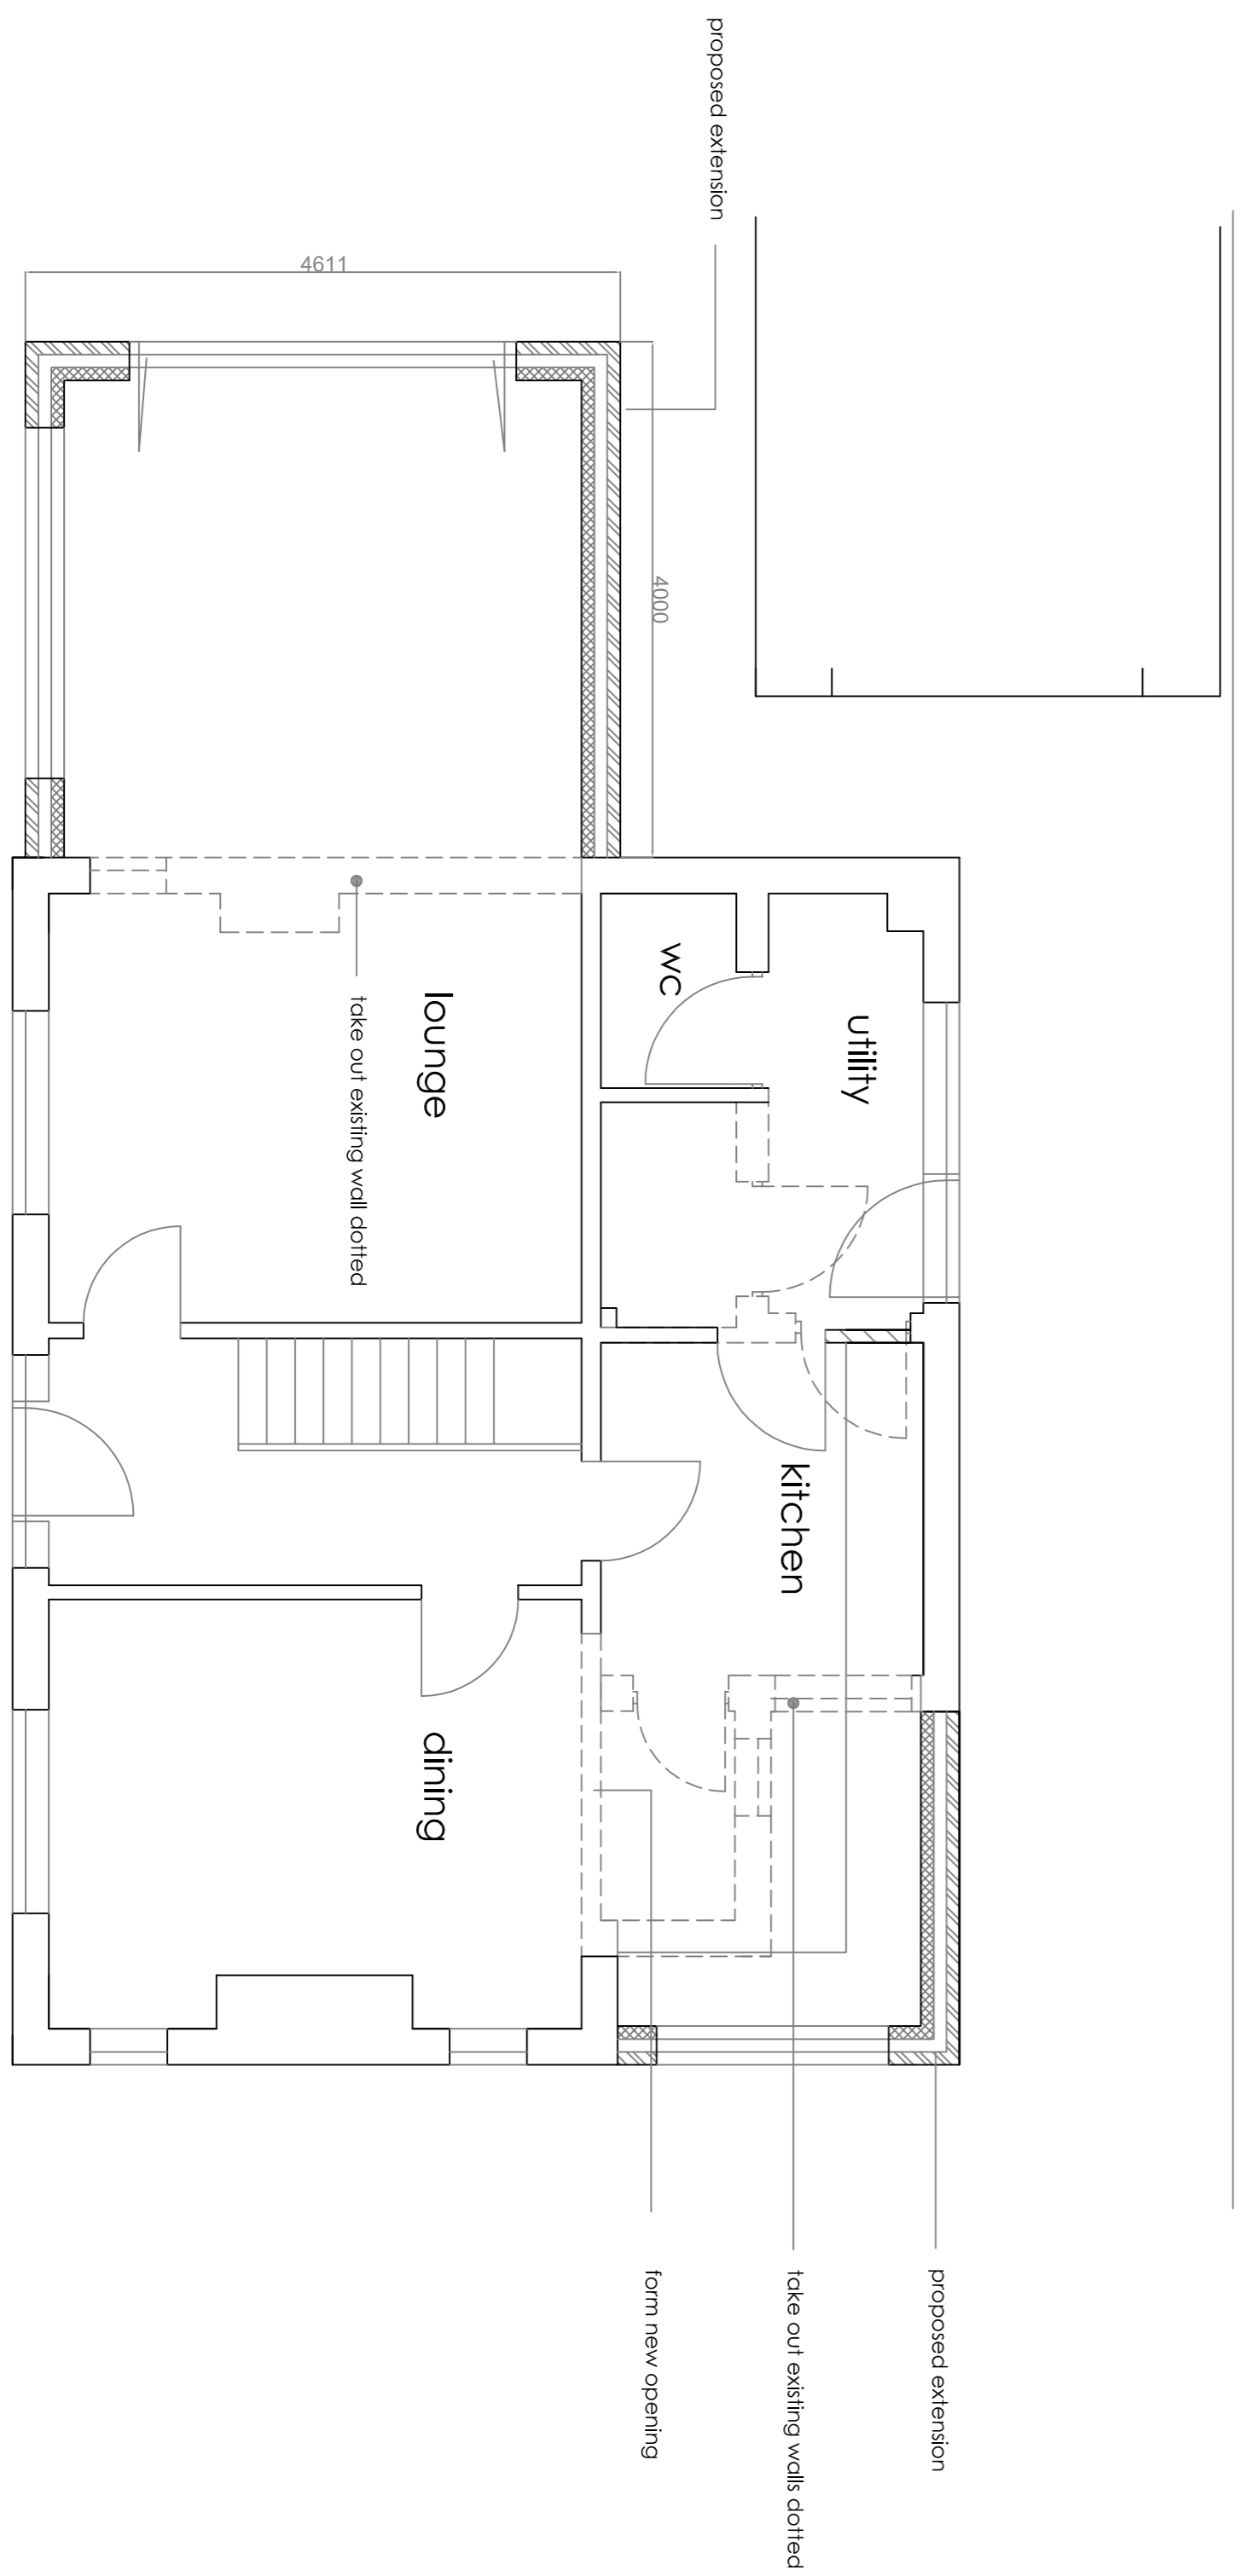 proposed extension
4611
4000
wc
utility
lounge
take out existing wall dotted
kitchen
dining
form new opening
take out existing walls dotted
proposed extension